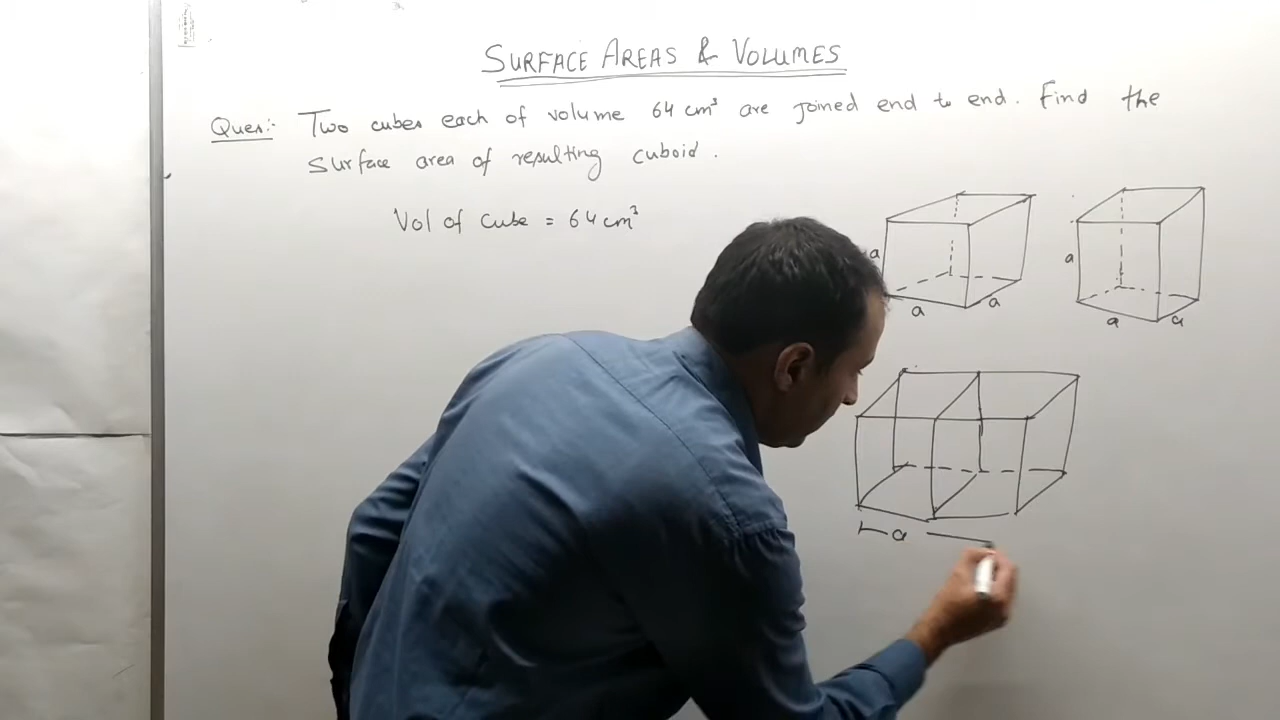 SURFACE AREAS & VOLUMES
Ques:- Two cubes each of volume 64 cm³ are joined end to end. Find the
surface area of resulting cuboid.
Vol of cube = 64 cm³
a
a
a
a
a
a
a